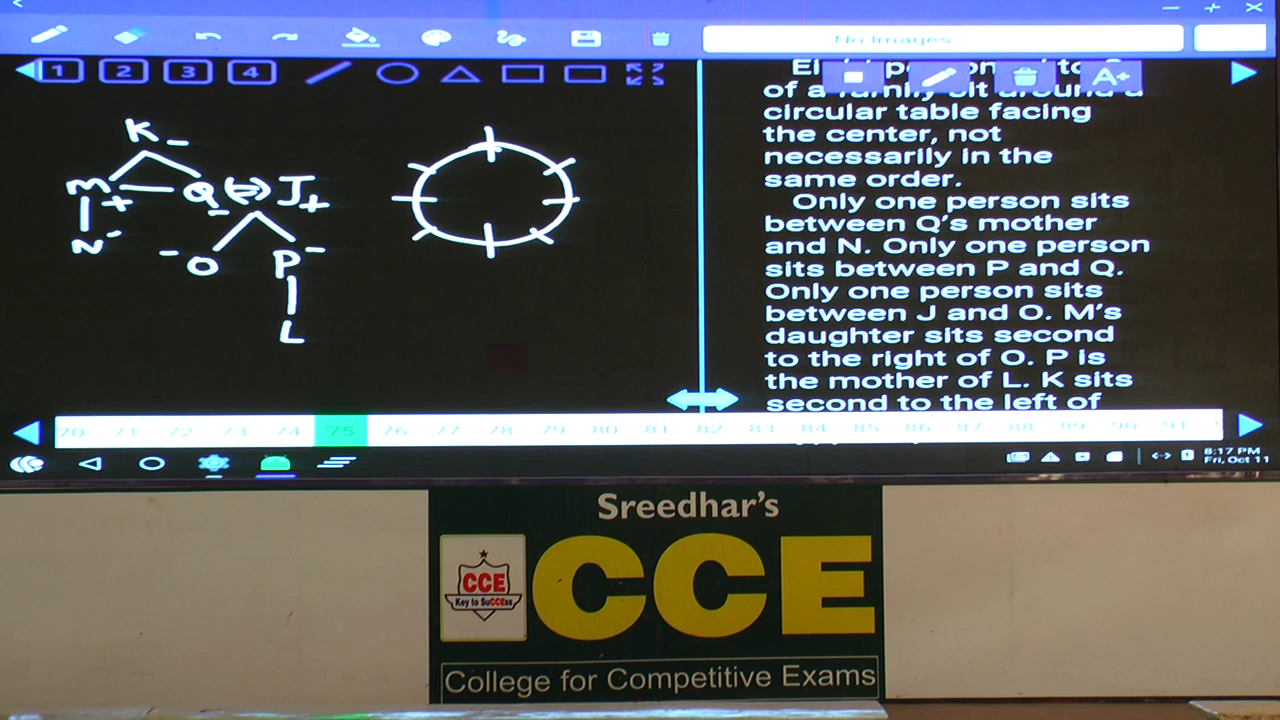 No Images
1 2 3 4
A+
of a family sit around a
circular table facing
the center, not
necessarily in the
same order.
Only one person sits
between Q's mother
and N. Only one person
sits between P and Q.
Only one person sits
between J and O. M's
daughter sits second
to the right of O. P is
the mother of L. K sits
second to the left of
K -
M + Q - J +
N - - O P -
L
70 71 72 73 74 75 76 77 78 79 80 81 82 83 84 85 86 87 88 89 90 91
8:17 PM
Fri, Oct 11
Sreedhar's
CCE
Key to SuCCEss
CCE
College for Competitive Exams